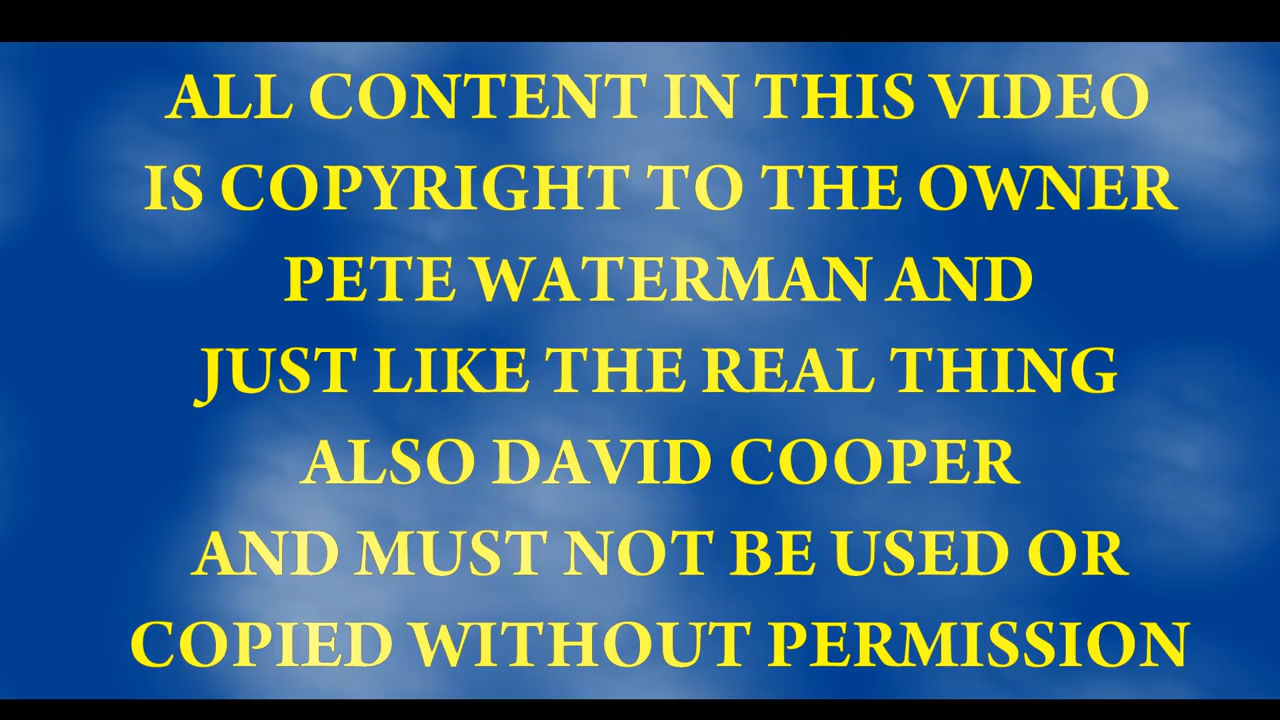 ALL CONTENT IN THIS VIDEO
IS COPYRIGHT TO THE OWNER
PETE WATERMAN AND
JUST LIKE THE REAL THING
ALSO DAVID COOPER
AND MUST NOT BE USED OR
COPIED WITHOUT PERMISSION